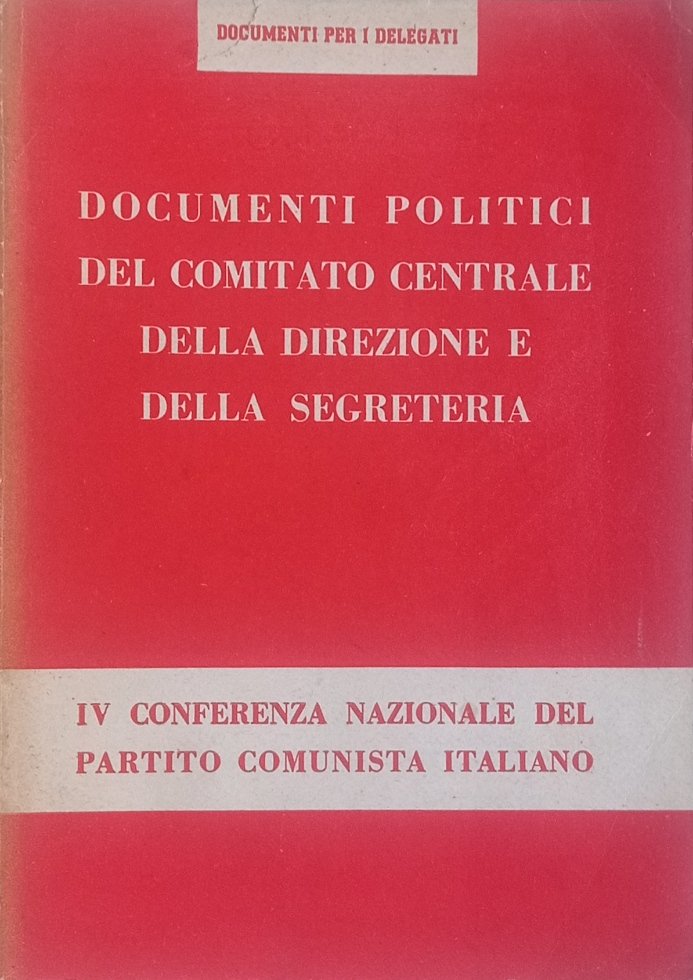 DOCUMENTI PER I DELEGATI
DOCUMENTI POLITICI
DEL COMITATO CENTRALE
DELLA DIREZIONE E
DELLA SEGRETERIA
IV CONFERENZA NAZIONALE DEL
PARTITO COMUNISTA ITALIANO